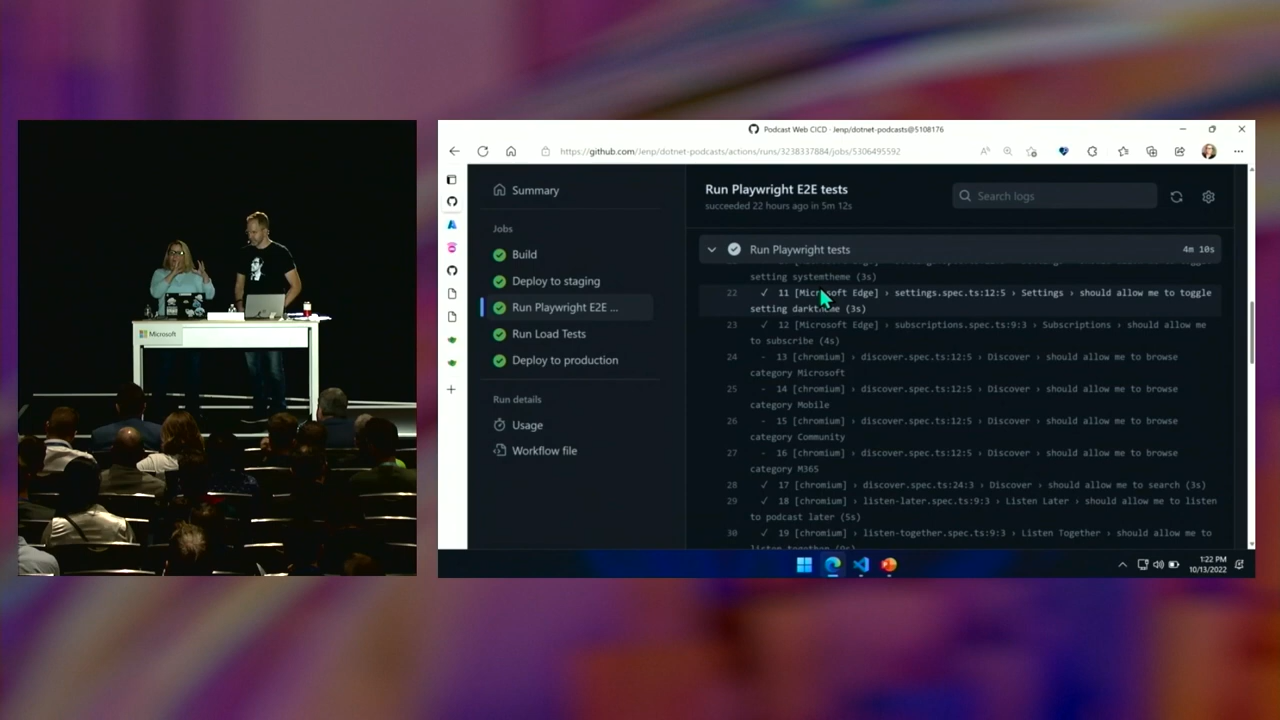 Microsoft
Podcast Web CICD · Jenp/dotnet-podcasts@5108176
https://github.com/Jenp/dotnet-podcasts/actions/runs/3238337884/jobs/5306495592
Summary
Jobs
Build
Deploy to staging
Run Playwright E2E ...
Run Load Tests
Deploy to production
Run details
Usage
Workflow file
Run Playwright E2E tests
succeeded 22 hours ago in 5m 12s
Search logs
Run Playwright tests 4m 10s
setting systemtheme (3s)
22 ✓ 11 [Microsoft Edge] › settings.spec.ts:12:5 › Settings › should allow me to toggle
setting darktheme (3s)
23 ✓ 12 [Microsoft Edge] › subscriptions.spec.ts:9:3 › Subscriptions › should allow me
to subscribe (4s)
24 - 13 [chromium] › discover.spec.ts:12:5 › Discover › should allow me to browse
category Microsoft
25 - 14 [chromium] › discover.spec.ts:12:5 › Discover › should allow me to browse
category Mobile
26 - 15 [chromium] › discover.spec.ts:12:5 › Discover › should allow me to browse
category Community
27 - 16 [chromium] › discover.spec.ts:12:5 › Discover › should allow me to browse
category M365
28 ✓ 17 [chromium] › discover.spec.ts:24:3 › Discover › should allow me to search (3s)
29 ✓ 18 [chromium] › listen-later.spec.ts:9:3 › Listen Later › should allow me to listen
to podcast later (5s)
30 ✓ 19 [chromium] › listen-together.spec.ts:9:3 › Listen Together › should allow me to
1:22 PM
10/13/2022